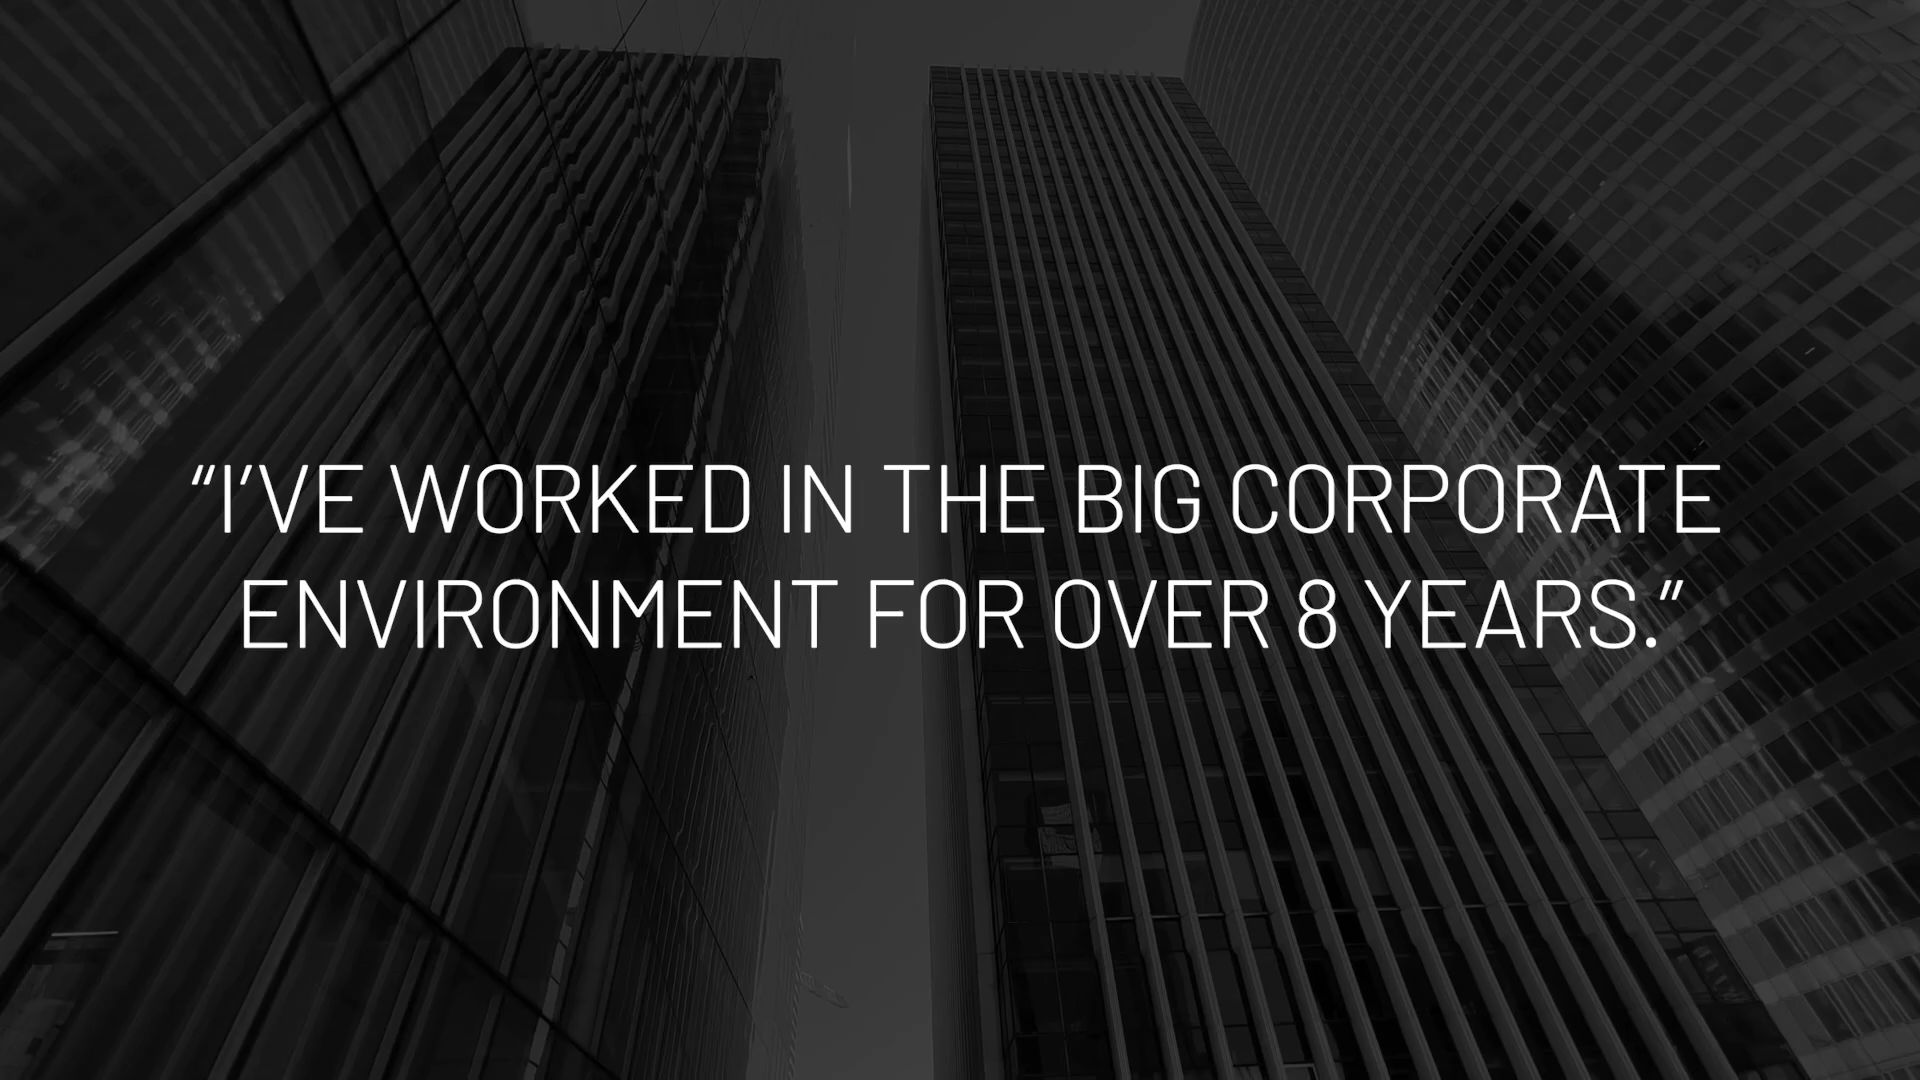 “I’VE WORKED IN THE BIG CORPORATE
ENVIRONMENT FOR OVER 8 YEARS.”